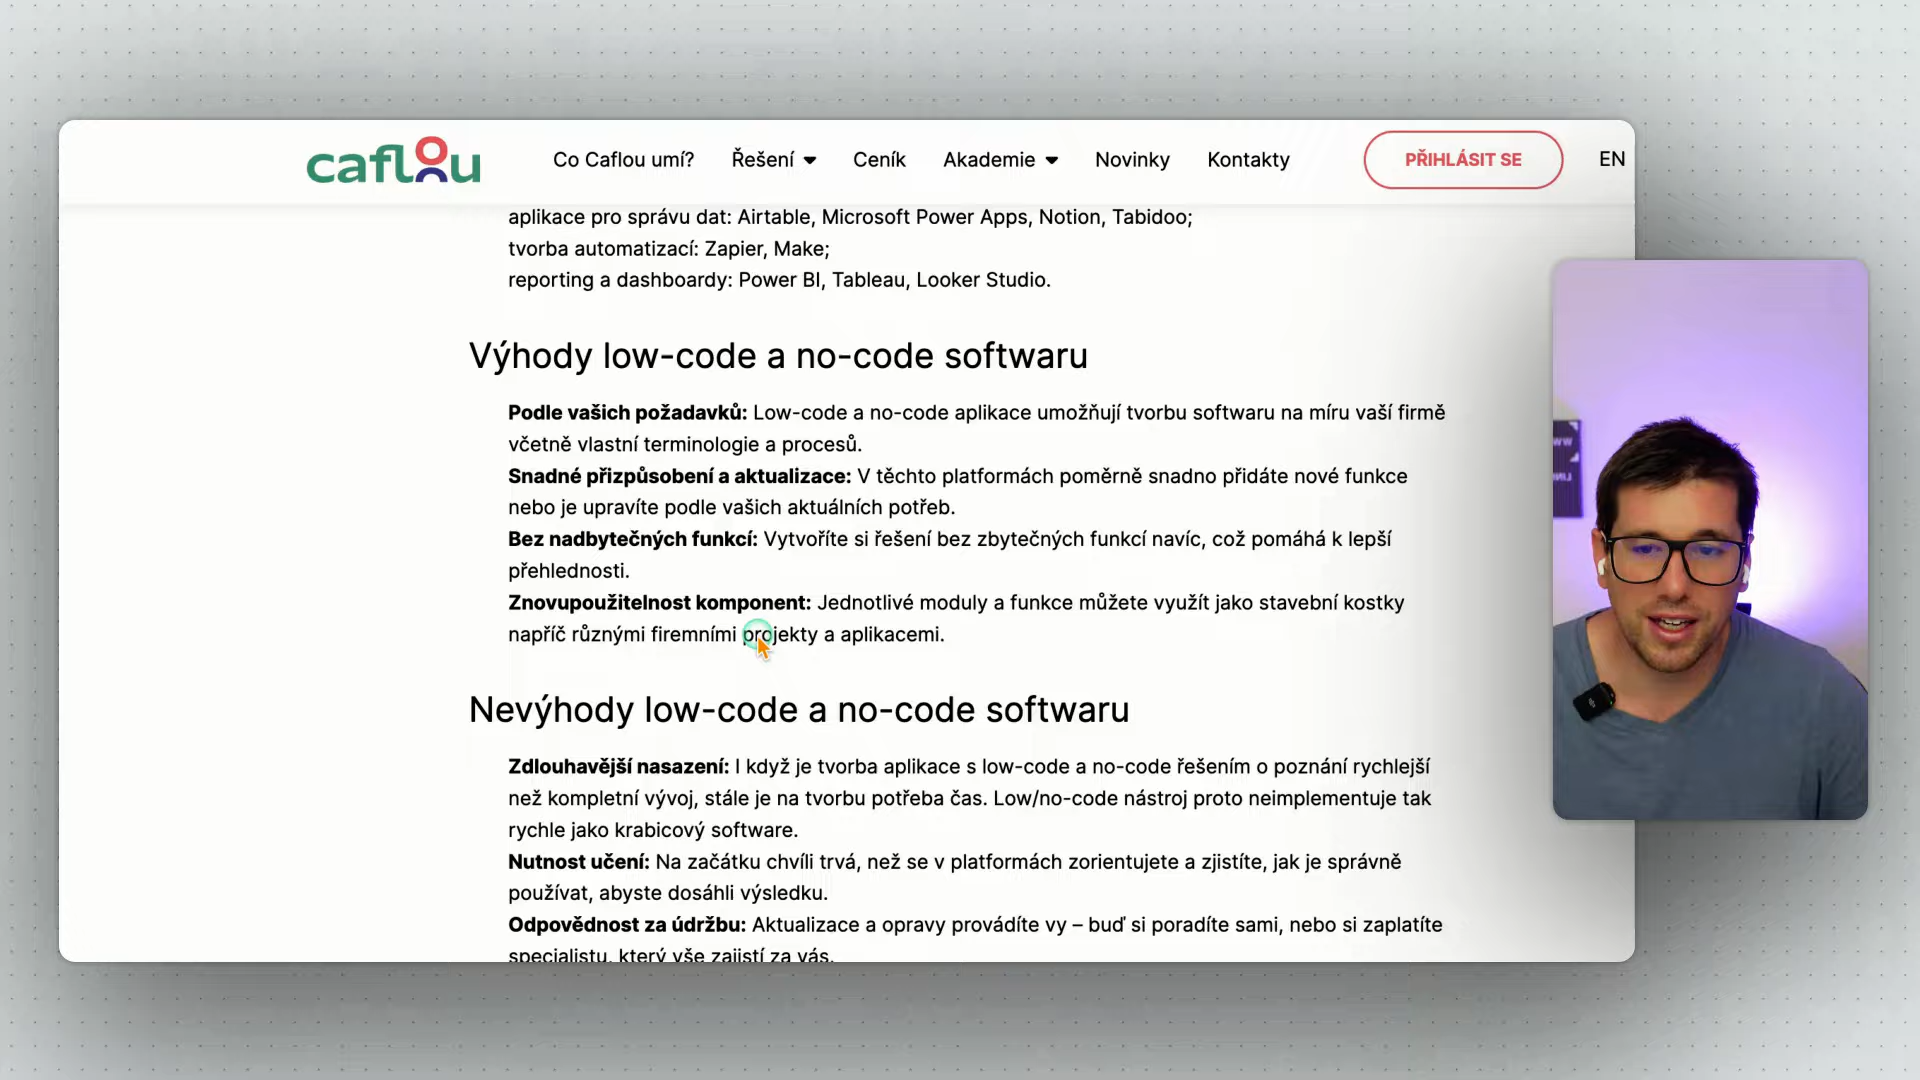 caflou
Co Caflou umí? Řešení Ceník Akademie Novinky Kontakty PŘIHLÁSIT SE EN
aplikace pro správu dat: Airtable, Microsoft Power Apps, Notion, Tabidoo;
tvorba automatizací: Zapier, Make;
reporting a dashboardy: Power BI, Tableau, Looker Studio.
Výhody low-code a no-code softwaru
Podle vašich požadavků: Low-code a no-code aplikace umožňují tvorbu softwaru na míru vaší firmě
včetně vlastní terminologie a procesů.
Snadné přizpůsobení a aktualizace: V těchto platformách poměrně snadno přidáte nové funkce
nebo je upravíte podle vašich aktuálních potřeb.
Bez nadbytečných funkcí: Vytvoříte si řešení bez zbytečných funkcí navíc, což pomáhá k lepší
přehlednosti.
Znovupoužitelnost komponent: Jednotlivé moduly a funkce můžete využít jako stavební kostky
napříč různými firemními projekty a aplikacemi.
Nevýhody low-code a no-code softwaru
Zdlouhavější nasazení: I když je tvorba aplikace s low-code a no-code řešením o poznání rychlejší
než kompletní vývoj, stále je na tvorbu potřeba čas. Low/no-code nástroj proto neimplementuje tak
rychle jako krabicový software.
Nutnost učení: Na začátku chvíli trvá, než se v platformách zorientujete a zjistíte, jak je správně
používat, abyste dosáhli výsledku.
Odpovědnost za údržbu: Aktualizace a opravy provádíte vy – buď si poradíte sami, nebo si zaplatíte
specialistu, který vše zajistí za vás.